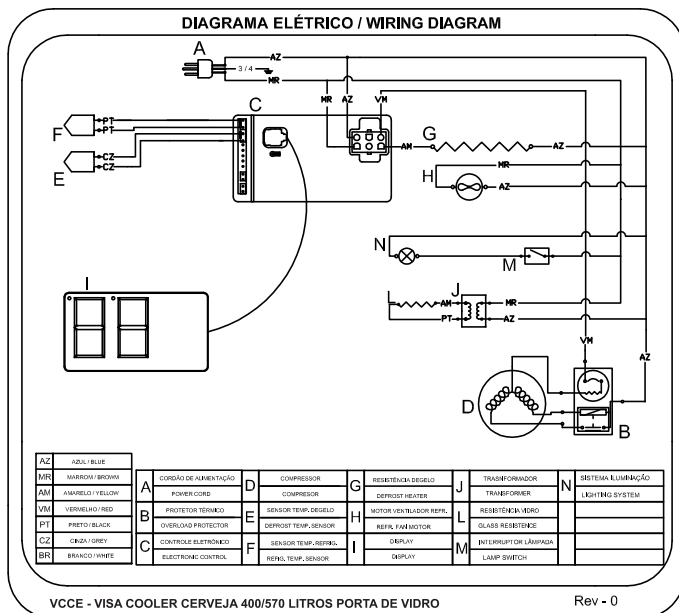 DIAGRAMA ELÉTRICO / WIRING DIAGRAM
A
AZ
3 / 4
MR
MR
AZ
VM
C
F
PT
PT
CZ
CZ
E
AM
G
AZ
MR
H
AZ
N
M
I
L
AM
J
MR
PT
AZ
VM
AZ
D
B
AZ AZUL / BLUE
MR MARROM / BROWM
AM AMARELO / YELLOW
VM VERMELHO / RED
PT PRETO / BLACK
CZ CINZA / GREY
BR BRANCO / WHITE
A CORDÃO DE ALIMENTAÇÃO
POWER CORD
B PROTETOR TÉRMICO
OVERLOAD PROTECTOR
C CONTROLE ELETRÔNICO
ELECTRONIC CONTROL
D COMPRESSOR
COMPRESOR
E SENSOR TEMP. DEGELO
DEFROST TEMP. SENSOR
F SENSOR TEMP. REFRIG.
REFIG. TEMP. SENSOR
G RESISTÊNCIA DEGELO
DEFROST HEATER
H MOTOR VENTILADOR REFR.
REFR. FAN MOTOR
I DISPLAY
DISPLAY
J TRASNFORMADOR
TRANSFORMER
L RESISTÊNCIA VIDRO
GLASS RESISTENCE
M INTERRUPTOR LÂMPADA
LAMP SWITCH
N SISTEMA ILUMINAÇÃO
LIGHTING SYSTEM
VCCE - VISA COOLER CERVEJA 400/570 LITROS PORTA DE VIDRO
Rev - 0